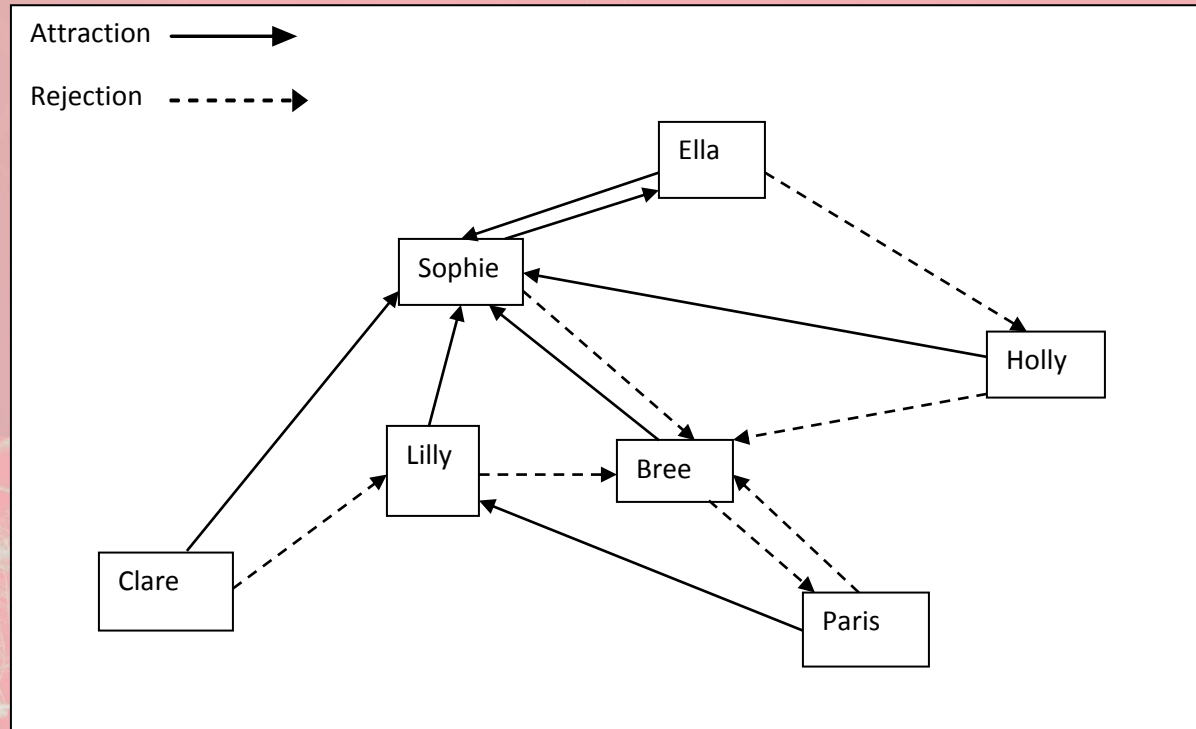 Attraction
Rejection
Ella
Sophie
Holly
Lilly
Bree
Clare
Paris